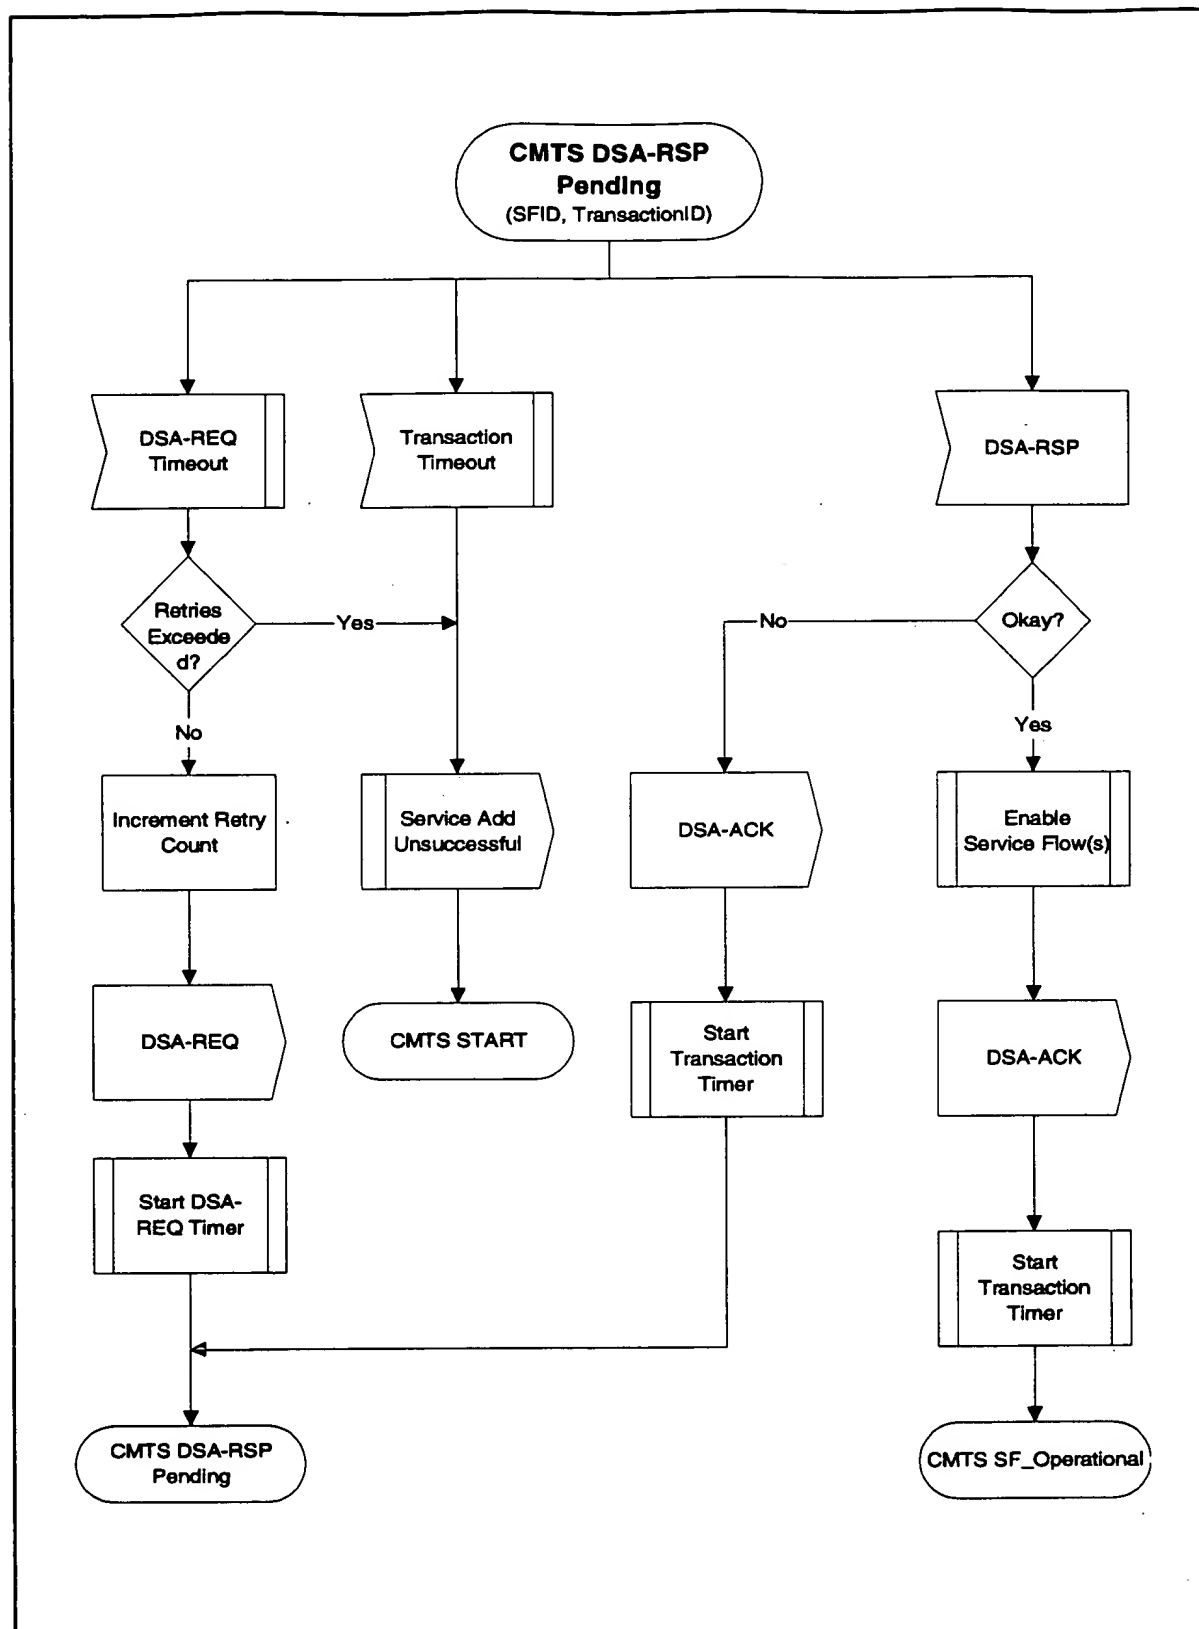 CMTS DSA-RSP
Pending
(SFID, TransactionID)
DSA-REQ
Timeout
Transaction
Timeout
DSA-RSP
Retries
Exceede
d?
Yes
No
Okay?
No
Yes
Increment Retry
Count
Service Add
Unsuccessful
DSA-ACK
Enable
Service Flow(s)
DSA-REQ
CMTS START
Start
Transaction
Timer
DSA-ACK
Start DSA-
REQ Timer
Start
Transaction
Timer
CMTS DSA-RSP
Pending
CMTS SF_Operational